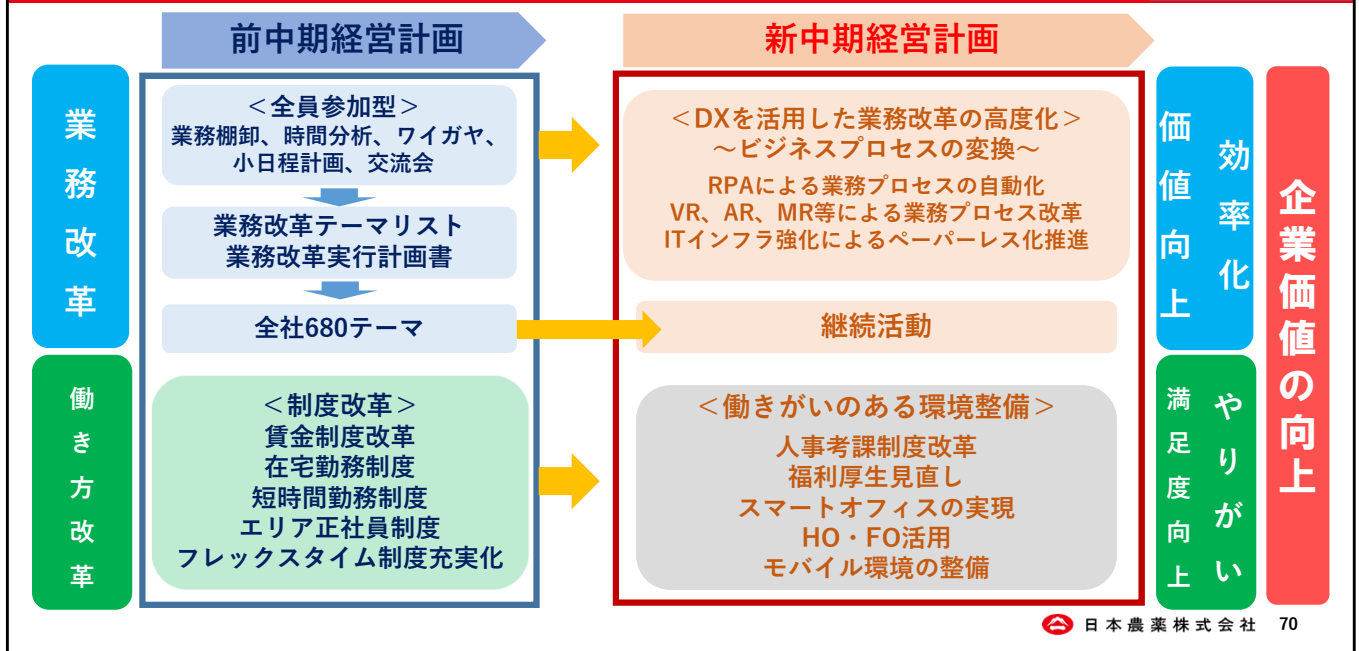 前中期経営計画
新中期経営計画
業務改革
＜全員参加型＞
業務棚卸、時間分析、ワイガヤ、
小日程計画、交流会
業務改革テーマリスト
業務改革実行計画書
全社680テーマ
＜DXを活用した業務改革の高度化＞
～ビジネスプロセスの変換～
RPAによる業務プロセスの自動化
VR、AR、MR等による業務プロセス改革
ITインフラ強化によるペーパーレス化推進
継続活動
効率化
価値向上
働き方改革
＜制度改革＞
賃金制度改革
在宅勤務制度
短時間勤務制度
エリア正社員制度
フレックスタイム制度充実化
＜働きがいのある環境整備＞
人事考課制度改革
福利厚生見直し
スマートオフィスの実現
HO・FO活用
モバイル環境の整備
やりがい
満足度向上
企業価値の向上
日本農薬株式会社 70